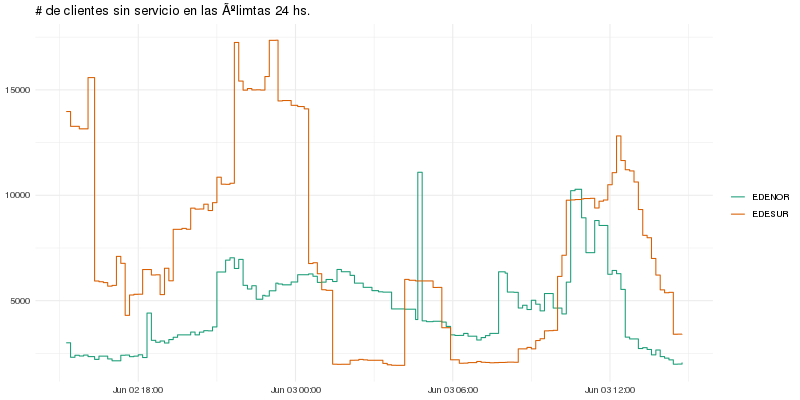 # de clientes sin servicio en las Ãºlimtas 24 hs.
15000
10000
5000
Jun 02 18:00
Jun 03 00:00
Jun 03 06:00
Jun 03 12:00
EDENOR
EDESUR